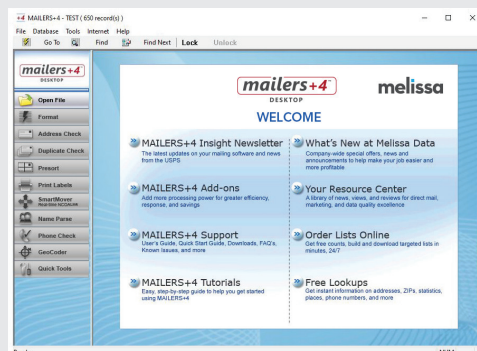 MAILERS+4 - TEST ( 650 record(s) )
File Database Tools Internet Help
Go To Find Find Next Lock Unlock
mailers+4
DESKTOP
Open File
Format
Address Check
Duplicate Check
Presort
Print Labels
SmartMover
Real-time NCOALink
Name Parse
Phone Check
GeoCoder
Quick Tools
mailers+4
DESKTOP
melissa
WELCOME
MAILERS+4 Insight Newsletter
The latest updates on your mailing software and news
from the USPS
MAILERS+4 Add-ons
Add more processing power for greater efficiency,
response, and savings
MAILERS+4 Support
User's Guide, Quick Start Guide, Downloads, FAQ's,
Known Issues, and more
MAILERS+4 Tutorials
Easy, step-by-step guide to help you get started
using MAILERS+4
What's New at Melissa Data
Company-wide special offers, news and
announcements to help make your job easier and
more profitable
Your Resource Center
A library of news, views, and reviews for direct mail,
marketing, and data quality excellence
Order Lists Online
Get free counts, build and download targeted lists in
minutes, 24/7
Free Lookups
Get instant information on addresses, ZIPs, statistics,
places, phone numbers, and more